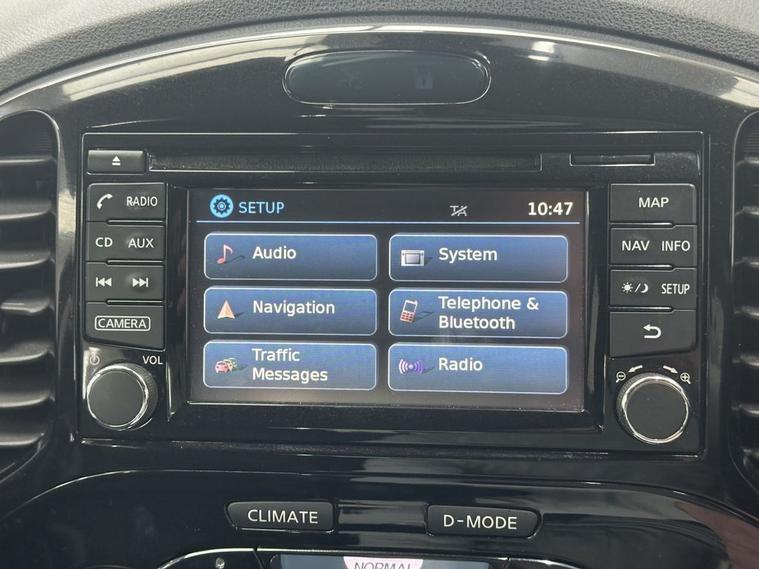 SETUP
10:47
RADIO
CD AUX
CAMERA
VOL
Audio
System
Navigation
Telephone &
Bluetooth
Traffic
Messages
Radio
MAP
NAV INFO
SETUP
CLIMATE
D-MODE
NORMAL